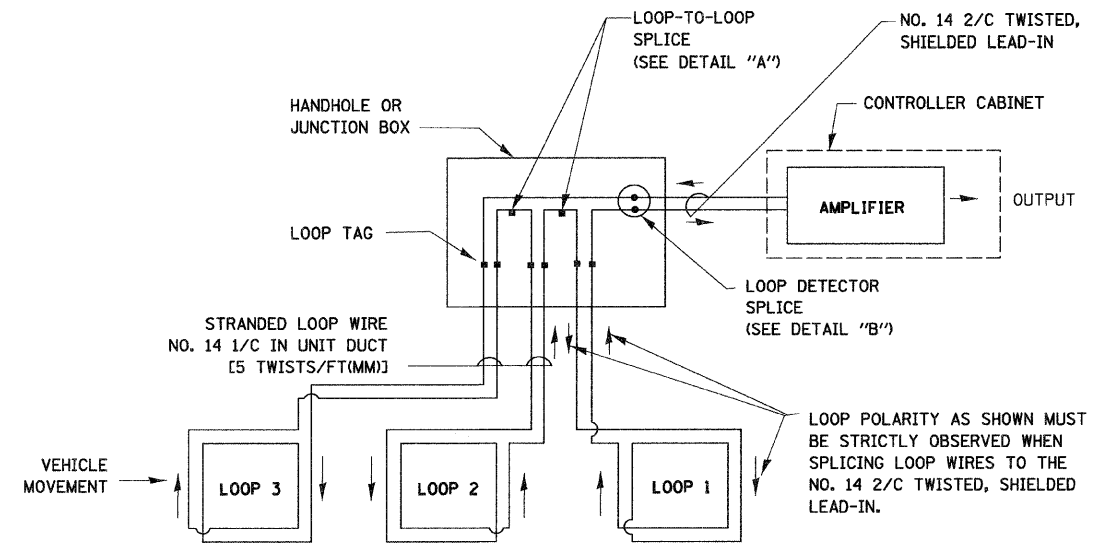 LOOP-TO-LOOP
SPLICE
(SEE DETAIL "A")
NO. 14 2/C TWISTED,
SHIELDED LEAD-IN
HANDHOLE OR
JUNCTION BOX
CONTROLLER CABINET
AMPLIFIER
OUTPUT
LOOP TAG
LOOP DETECTOR
SPLICE
(SEE DETAIL "B")
STRANDED LOOP WIRE
NO. 14 1/C IN UNIT DUCT
[5 TWISTS/FT(MM)]
LOOP POLARITY AS SHOWN MUST
BE STRICTLY OBSERVED WHEN
SPLICING LOOP WIRES TO THE
NO. 14 2/C TWISTED, SHIELDED
LEAD-IN.
VEHICLE
MOVEMENT
LOOP 3
LOOP 2
LOOP 1